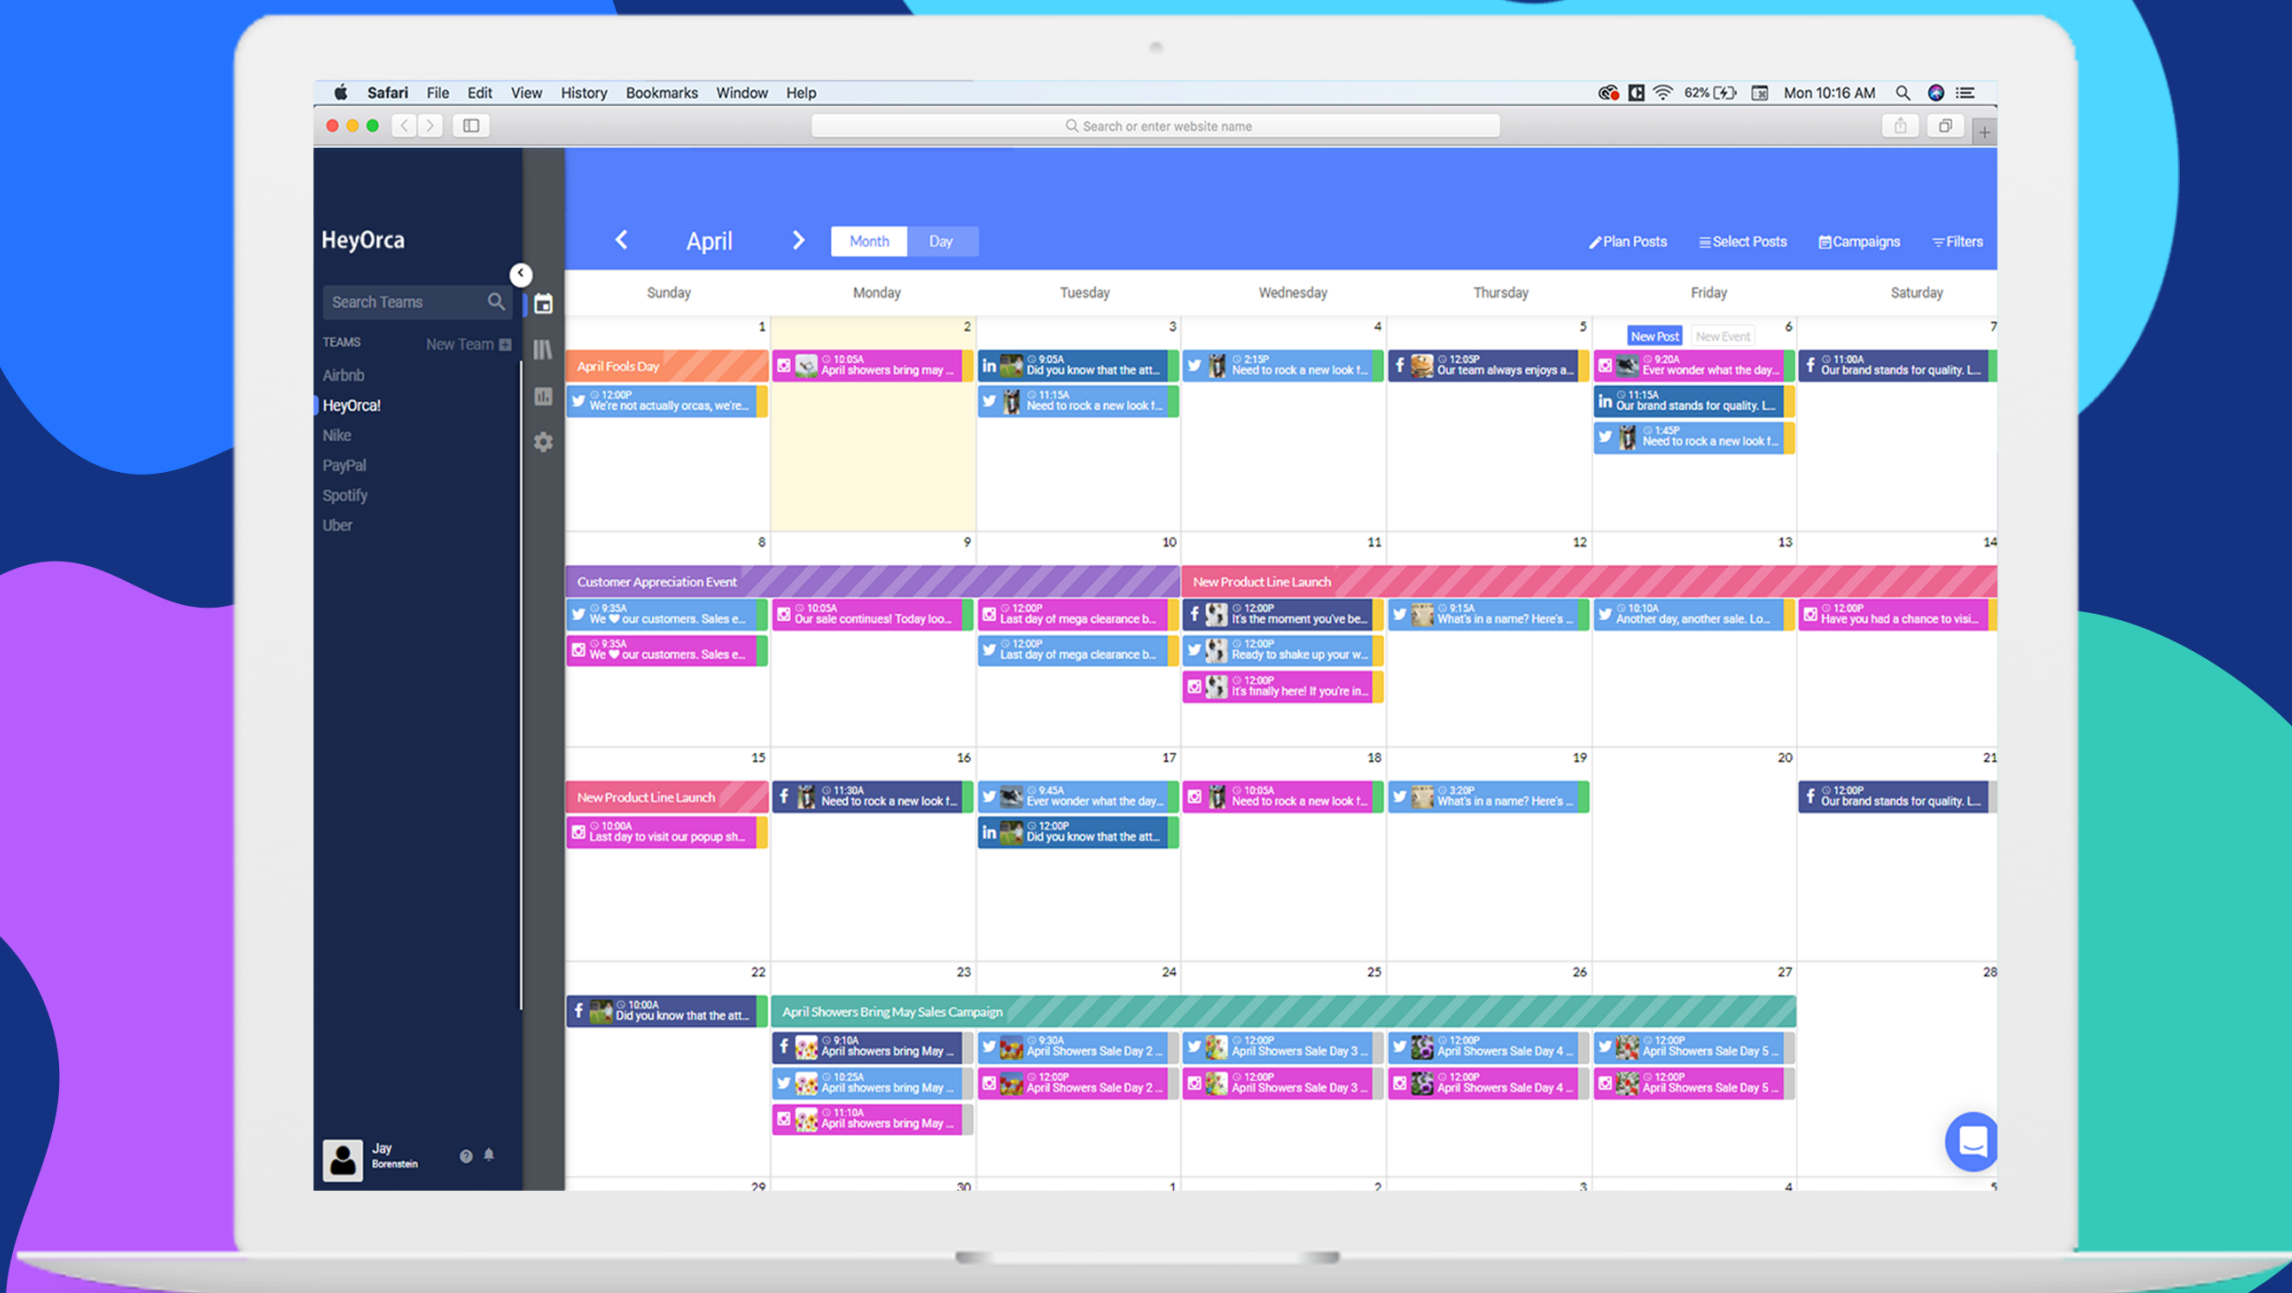 Safari File Edit View History Bookmarks Window Help
62% Mon 10:16 AM
Search or enter website name
HeyOrca
Search Teams
TEAMS New Team
Airbnb
HeyOrca!
Nike
PayPal
Spotify
Uber
Jay
Borenstein
April
Month Day
Plan Posts Select Posts Campaigns Filters
Sunday Monday Tuesday Wednesday Thursday Friday Saturday
1
April Fools Day
12:00P
We're not actually orcas, we're...
2
10:05A
April showers bring may ...
3
9:05A
Did you know that the att...
11:15A
Need to rock a new look f...
4
2:15P
Need to rock a new look f...
5
12:05P
Our team always enjoys a...
New Post New Event 6
9:20A
Ever wonder what the day...
11:15A
Our brand stands for quality. L...
1:45P
Need to rock a new look f...
7
11:00A
Our brand stands for quality. L...
8
Customer Appreciation Event
9:35A
We ♥ our customers. Sales e...
9:35A
We ♥ our customers. Sales e...
9
10:05A
Our sale continues! Today loo...
10
12:00P
Last day of mega clearance b...
12:00P
Last day of mega clearance b...
11
New Product Line Launch
12:00P
It's the moment you've be...
12:00P
Ready to shake up your w...
12:00P
It's finally here! If you're in...
12
9:15A
What's in a name? Here's ...
13
10:10A
Another day, another sale. Lo...
14
12:00P
Have you had a chance to visi...
15
New Product Line Launch
10:00A
Last day to visit our popup sh...
16
11:30A
Need to rock a new look f...
17
9:45A
Ever wonder what the day...
12:00P
Did you know that the att...
18
10:05A
Need to rock a new look f...
19
3:20P
What's in a name? Here's ...
20
21
12:00P
Our brand stands for quality. L...
22
10:00A
Did you know that the att...
23
April Showers Bring May Sales Campaign
9:10A
April showers bring May ...
10:25A
April showers bring May ...
11:10A
April showers bring May ...
24
9:30A
April Showers Sale Day 2 ...
12:00P
April Showers Sale Day 2 ...
25
12:00P
April Showers Sale Day 3 ...
12:00P
April Showers Sale Day 3 ...
26
12:00P
April Showers Sale Day 4 ...
12:00P
April Showers Sale Day 4 ...
27
12:00P
April Showers Sale Day 5 ...
12:00P
April Showers Sale Day 5 ...
28
29 30 1 2 3 4 5